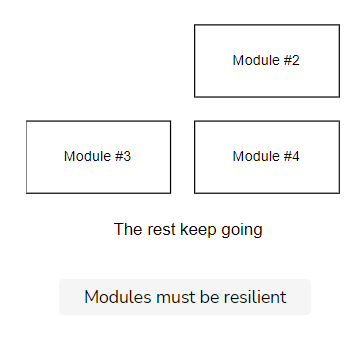 Module #2
Module #3
Module #4
The rest keep going
Modules must be resilient